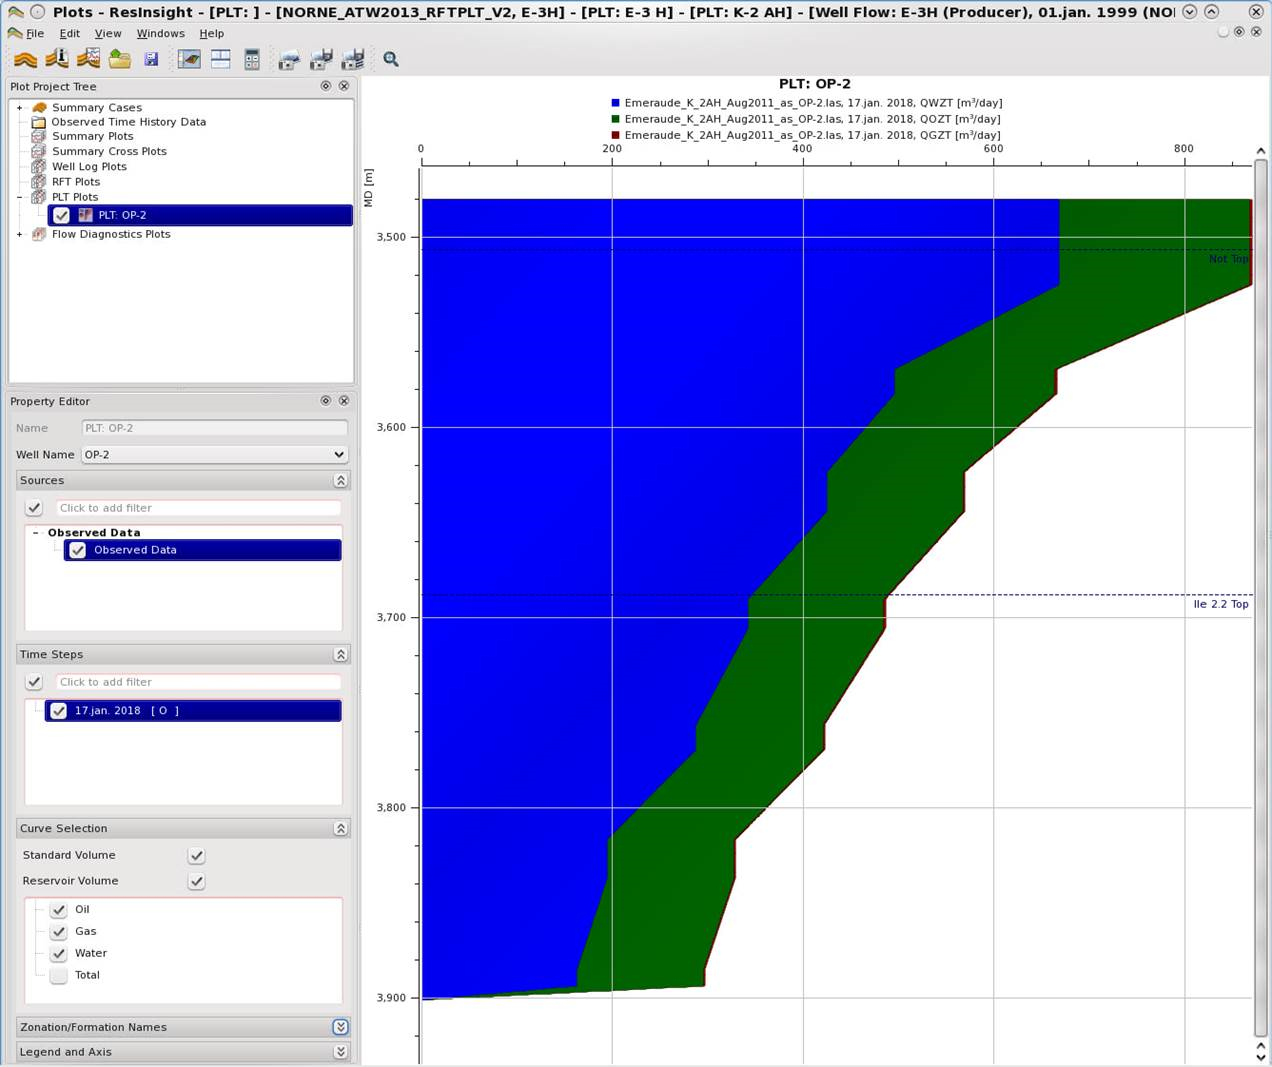 Plots - ResInsight - [PLT: ] - [NORNE_ATW2013_RFTPLT_V2, E-3H] - [PLT: E-3 H] - [PLT: K-2 AH] - [Well Flow: E-3H (Producer), 01.jan. 1999 (NO
File Edit View Windows Help
Plot Project Tree
Summary Cases
Observed Time History Data
Summary Plots
Summary Cross Plots
Well Log Plots
RFT Plots
PLT Plots
PLT: OP-2
Flow Diagnostics Plots
Property Editor
Name PLT: OP-2
Well Name OP-2
Sources
Click to add filter
Observed Data
Observed Data
Time Steps
Click to add filter
17.jan. 2018 [ O ]
Curve Selection
Standard Volume
Reservoir Volume
Oil
Gas
Water
Total
Zonation/Formation Names
Legend and Axis
PLT: OP-2
Emeraude_K_2AH_Aug2011_as_OP-2.las, 17.jan. 2018, QWZT [m³/day]
Emeraude_K_2AH_Aug2011_as_OP-2.las, 17.jan. 2018, QOZT [m³/day]
Emeraude_K_2AH_Aug2011_as_OP-2.las, 17.jan. 2018, QGZT [m³/day]
0 200 400 600 800
MD [m]
3,500
Not Top
3,600
Ile 2.2 Top
3,700
3,800
3,900